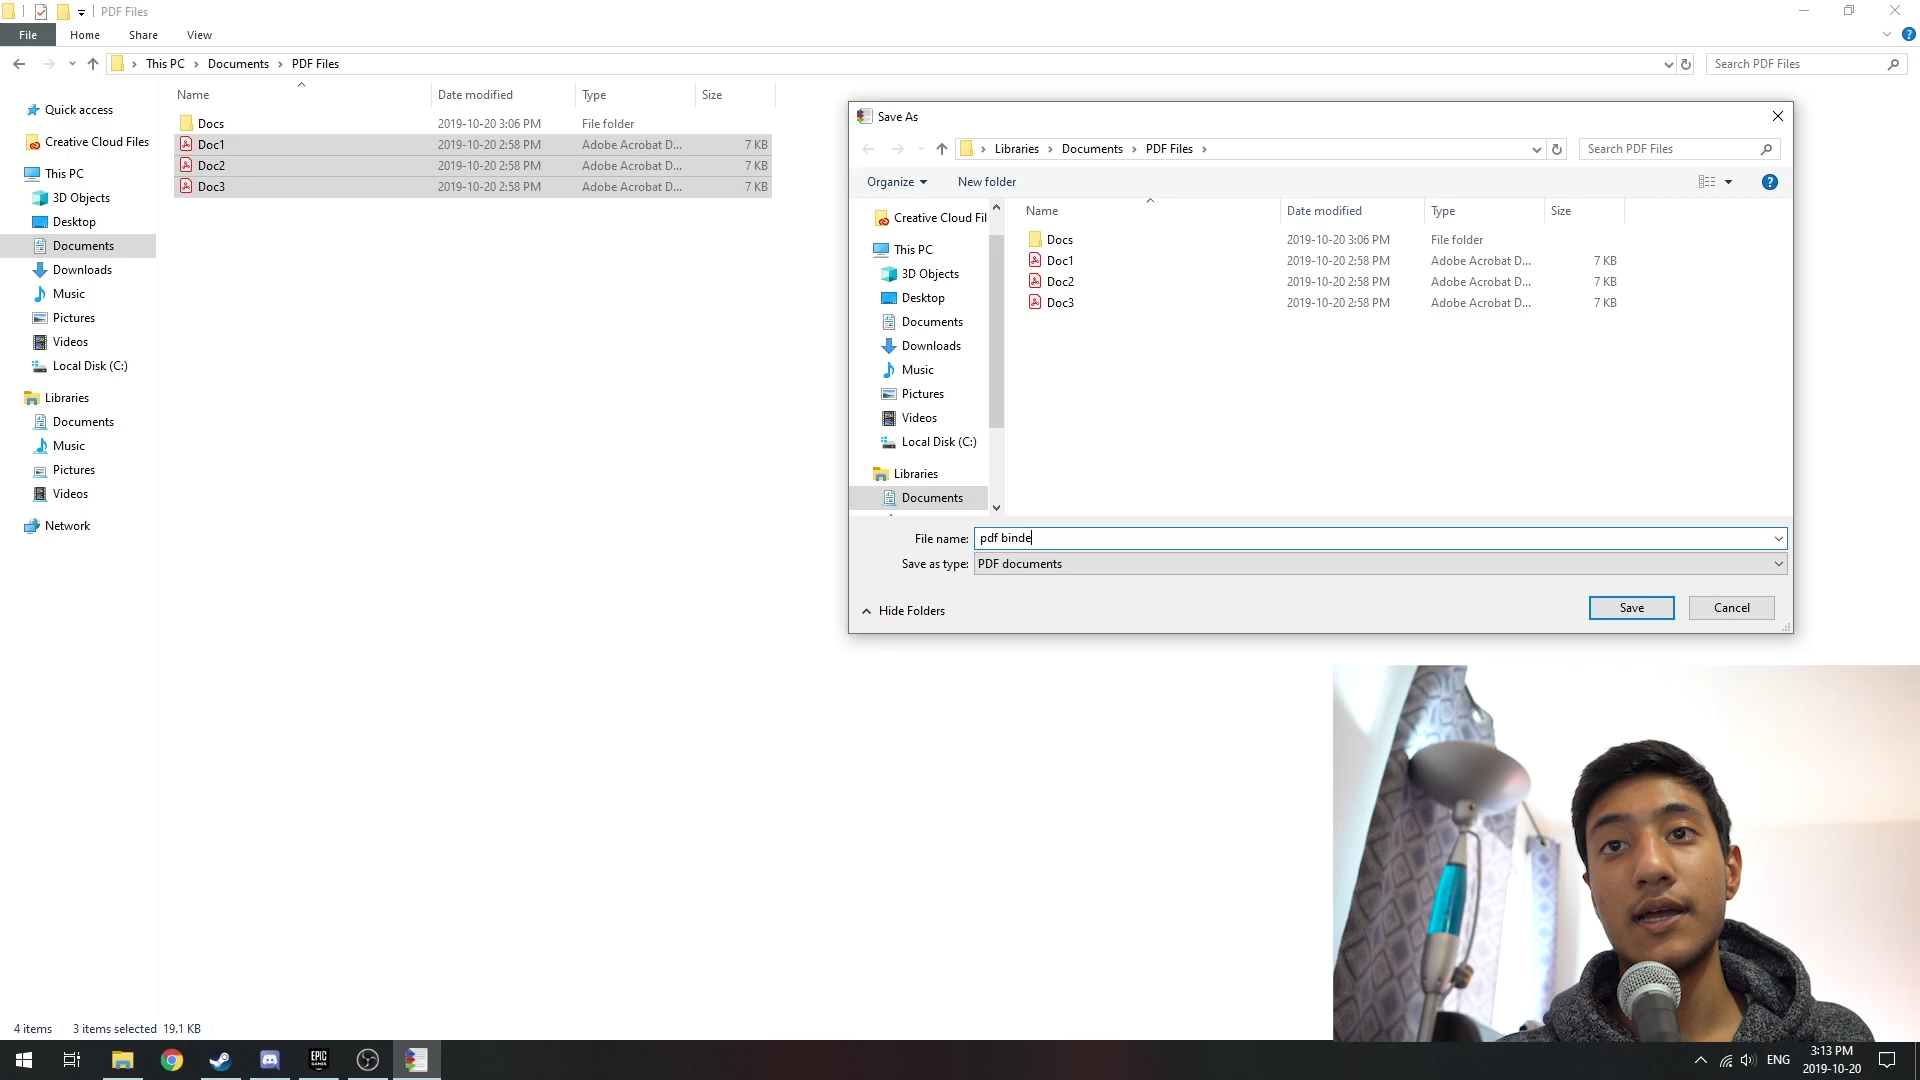 PDF Files
File Home Share View
This PC Documents PDF Files
Search PDF Files
Name Date modified Type Size
Docs 2019-10-20 3:06 PM File folder
Doc1 2019-10-20 2:58 PM Adobe Acrobat D... 7 KB
Doc2 2019-10-20 2:58 PM Adobe Acrobat D... 7 KB
Doc3 2019-10-20 2:58 PM Adobe Acrobat D... 7 KB
Quick access
Creative Cloud Files
This PC
3D Objects
Desktop
Documents
Downloads
Music
Pictures
Videos
Local Disk (C:)
Libraries
Documents
Music
Pictures
Videos
Network
Save As
Libraries Documents PDF Files
Search PDF Files
Organize New folder
Name Date modified Type Size
Docs 2019-10-20 3:06 PM File folder
Doc1 2019-10-20 2:58 PM Adobe Acrobat D... 7 KB
Doc2 2019-10-20 2:58 PM Adobe Acrobat D... 7 KB
Doc3 2019-10-20 2:58 PM Adobe Acrobat D... 7 KB
Creative Cloud Fil
This PC
3D Objects
Desktop
Documents
Downloads
Music
Pictures
Videos
Local Disk (C:)
Libraries
Documents
File name: pdf binde
Save as type: PDF documents
Hide Folders
Save Cancel
4 items 3 items selected 19.1 KB
EPIC
GAMES
ENG
3:13 PM
2019-10-20